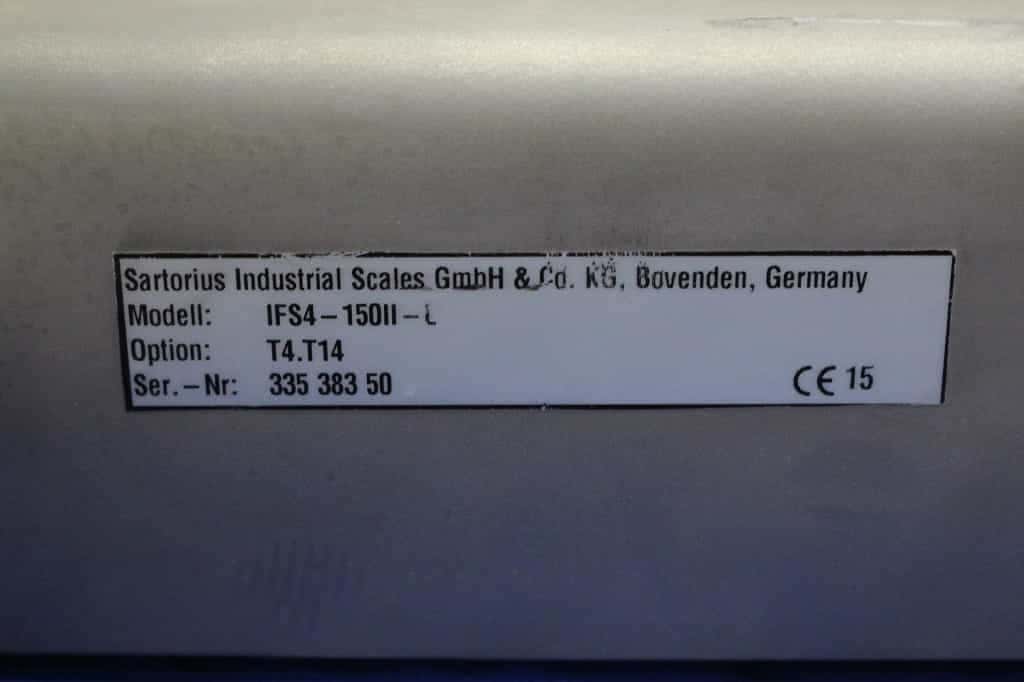 Sartorius Industrial Scales GmbH & Co. KG, Bovenden, Germany
Modell: IFS4-150II-L
Option: T4.T14
Ser.-Nr: 335 383 50
CE 15